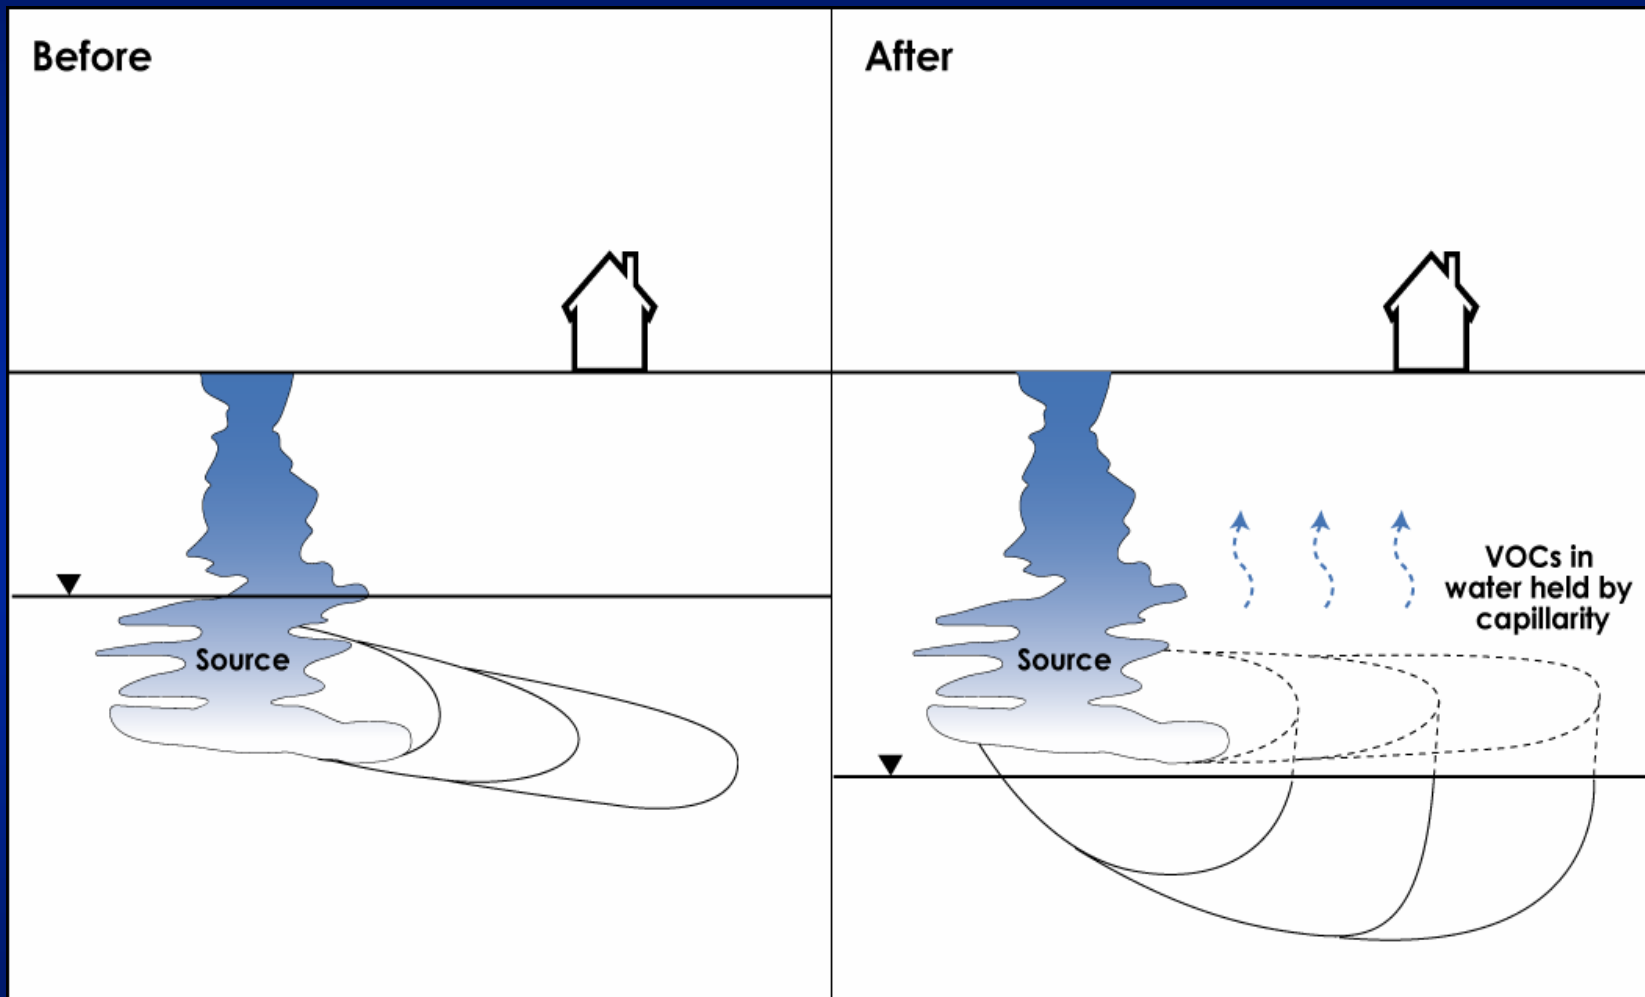 Before
After
Source
Source
VOCs in
water held by
capillarity